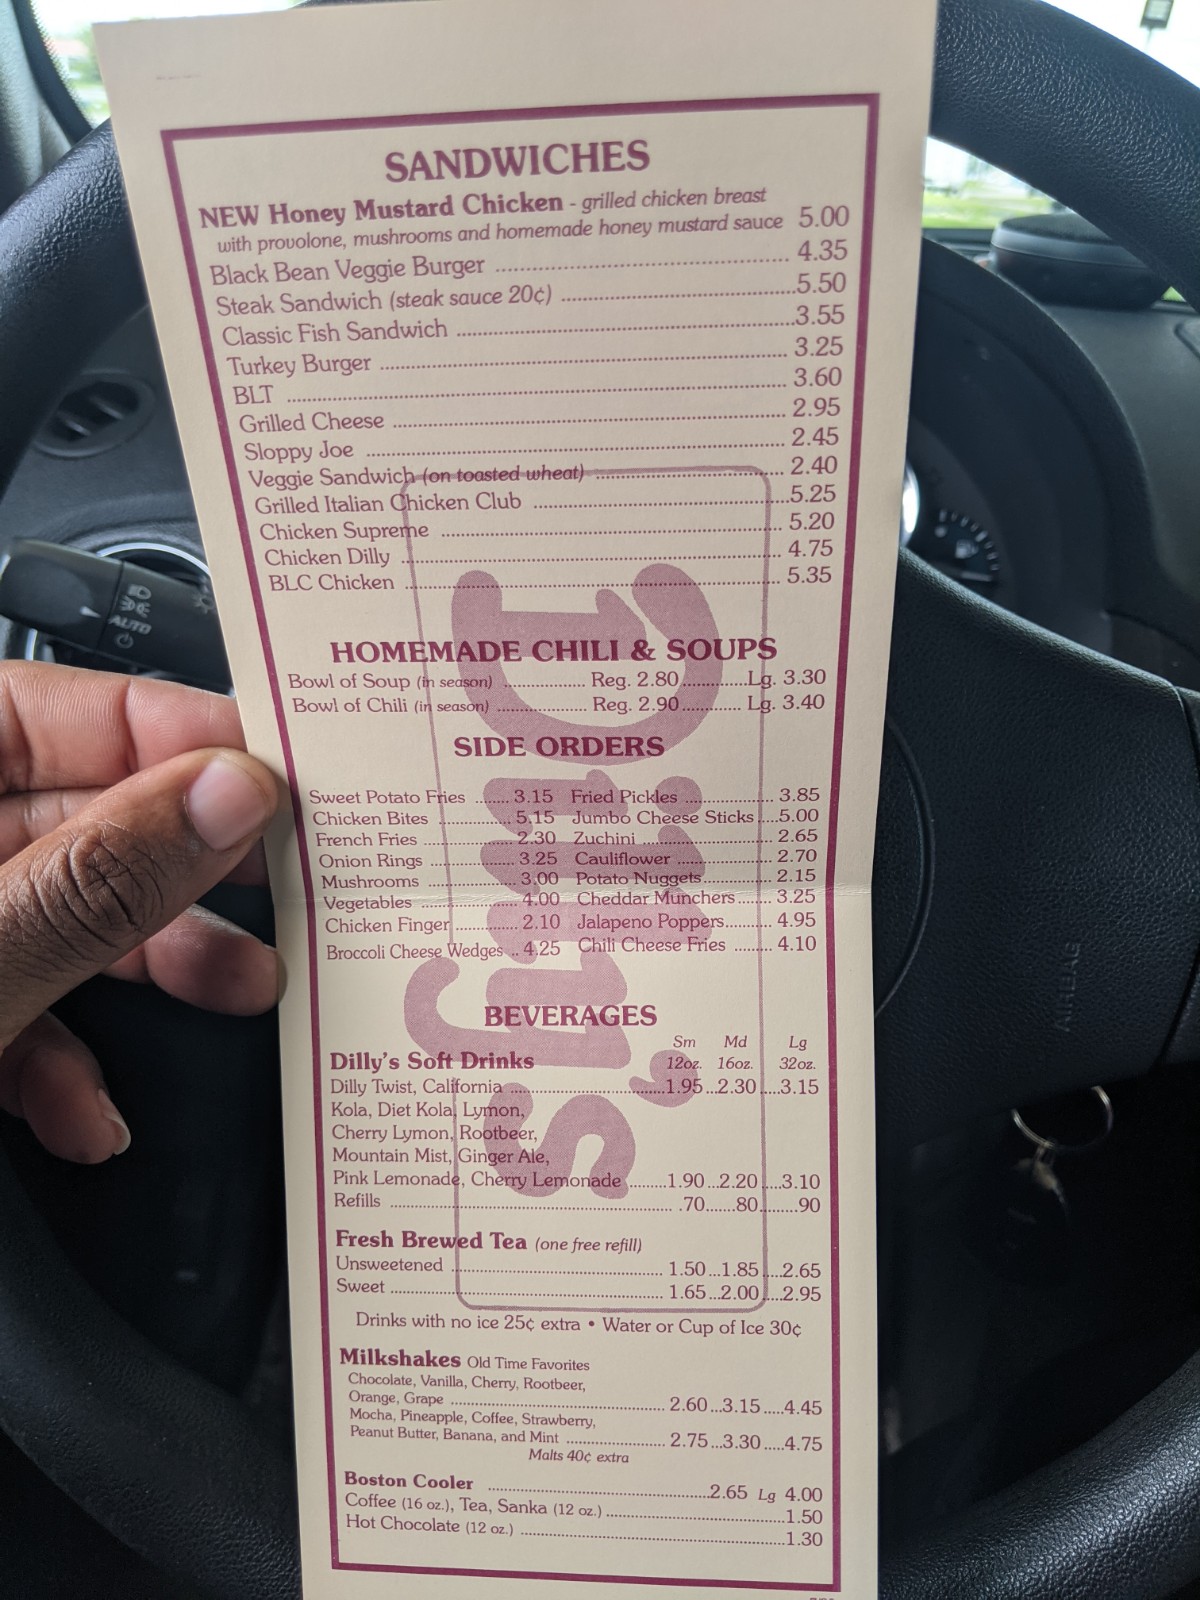 SANDWICHES
NEW Honey Mustard Chicken - grilled chicken breast
with provolone, mushrooms and homemade honey mustard sauce 5.00
Black Bean Veggie Burger 4.35
Steak Sandwich (steak sauce 20¢) 5.50
Classic Fish Sandwich 3.55
Turkey Burger 3.25
BLT 3.60
Grilled Cheese 2.95
Sloppy Joe 2.45
Veggie Sandwich (on toasted wheat) 2.40
Grilled Italian Chicken Club 5.25
Chicken Supreme 5.20
Chicken Dilly 4.75
BLC Chicken 5.35
HOMEMADE CHILI & SOUPS
Bowl of Soup (in season) Reg. 2.80 Lg. 3.30
Bowl of Chili (in season) Reg. 2.90 Lg. 3.40
SIDE ORDERS
Sweet Potato Fries 3.15 Fried Pickles 3.85
Chicken Bites 5.15 Jumbo Cheese Sticks 5.00
French Fries 2.30 Zuchini 2.65
Onion Rings 3.25 Cauliflower 2.70
Mushrooms 3.00 Potato Nuggets 2.15
Vegetables 4.00 Cheddar Munchers 3.25
Chicken Finger 2.10 Jalapeno Poppers 4.95
Broccoli Cheese Wedges 4.25 Chili Cheese Fries 4.10
BEVERAGES
Sm Md Lg
Dilly's Soft Drinks 12oz. 16oz. 32oz.
Dilly Twist, California 1.95 2.30 3.15
Kola, Diet Kola, Lymon,
Cherry Lymon, Rootbeer,
Mountain Mist, Ginger Ale,
Pink Lemonade, Cherry Lemonade 1.90 2.20 3.10
Refills .70 .80 .90
Fresh Brewed Tea (one free refill)
Unsweetened 1.50 1.85 2.65
Sweet 1.65 2.00 2.95
Drinks with no ice 25¢ extra • Water or Cup of Ice 30¢
Milkshakes Old Time Favorites
Chocolate, Vanilla, Cherry, Rootbeer,
Orange, Grape 2.60 3.15 4.45
Mocha, Pineapple, Coffee, Strawberry,
Peanut Butter, Banana, and Mint 2.75 3.30 4.75
Malts 40¢ extra
Boston Cooler 2.65 Lg 4.00
Coffee (16 oz.), Tea, Sanka (12 oz.) 1.50
Hot Chocolate (12 oz.) 1.30
Dilly's
AUTO
AIRBAG